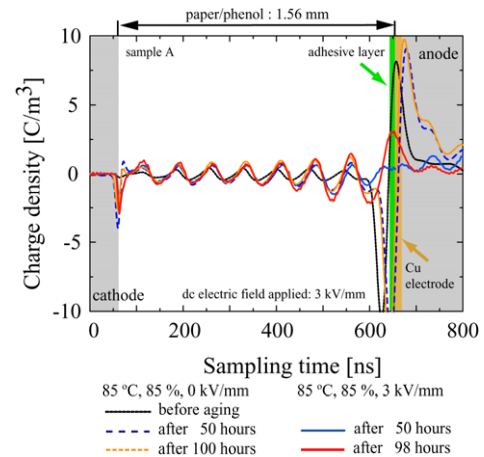 paper/phenol : 1.56 mm
sample A
adhesive layer
anode
10
5
0
-5
-10
Charge density [C/m³]
cathode
dc electric field applied: 3 kV/mm
Cu
electrode
0 200 400 600 800
Sampling time [ns]
85 ºC, 85 %, 0 kV/mm 85 ºC, 85 %, 3 kV/mm
before aging
after 50 hours after 50 hours
after 100 hours after 98 hours